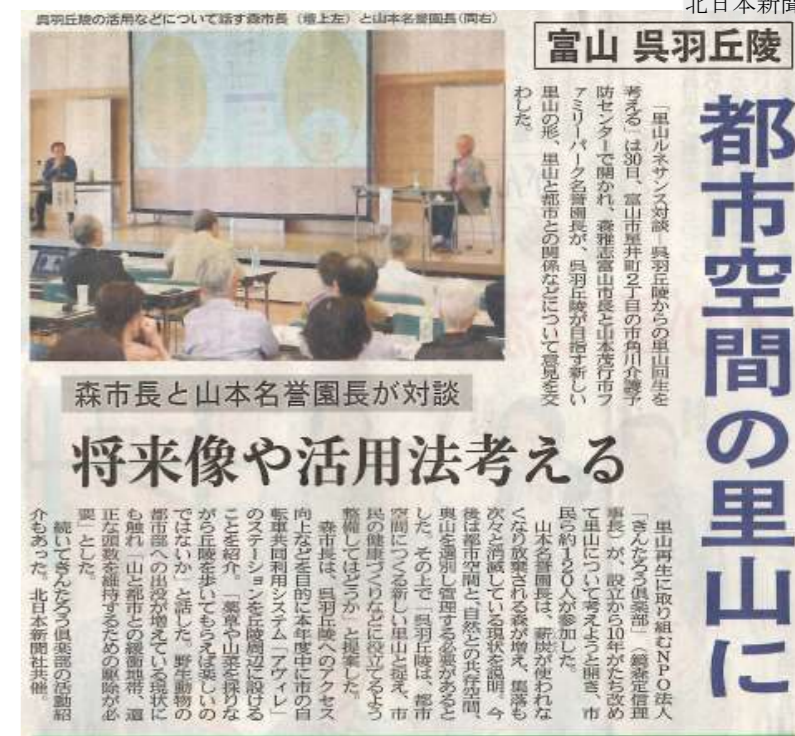 北日本新聞
富山 呉羽丘陵
都市空間の里山に
呉羽丘陵の活用などについて話す森市長(壇上左)と山本名誉園長(同右)
「里山ルネサンス対談―呉羽丘陵からの里山回生を
考える」は30日、富山市星井町2丁目の市角川介護予
防センターで開かれ、森雅志富山市長と山本茂行市フ
ァミリーパーク名誉園長が、呉羽丘陵が目指す新しい
里山の形、里山と都市との関係などについて意見を交
わした。
森市長と山本名誉園長が対談
将来像や活用法考える
里山再生に取り組むNPO法人
「きんたろう倶楽部」(鏡森定信理
事長)が、設立から10年がたち改め
て里山について考えようと開き、市
民ら約120人が参加した。
山本名誉園長は、薪炭が使われな
くなり放棄される森が増え、集落も
次々と消滅している現状を説明。今
後は都市空間と、自然との共存空間、
奥山を選別し管理する必要があると
した。その上で「呉羽丘陵は、都市
空間につくる新しい里山と捉え、市
民の健康づくりなどに役立てるよう
整備してはどうか」と提案した。
森市長は、呉羽丘陵へのアクセス
向上などを目的に本年度中に市の自
転車共同利用システム「アヴィレ」
のステーションを丘陵周辺に設ける
ことを紹介。「薬草や山菜を採りな
がら丘陵を歩いてもらえば楽しいの
ではないか」と話した。野生動物の
都市部への出没が増えている現状に
も触れ「山と都市との緩衝地帯、適
正な頭数を維持するための駆除が必
要」とした。
続いてきんたろう倶楽部の活動紹
介もあった。北日本新聞社共催。